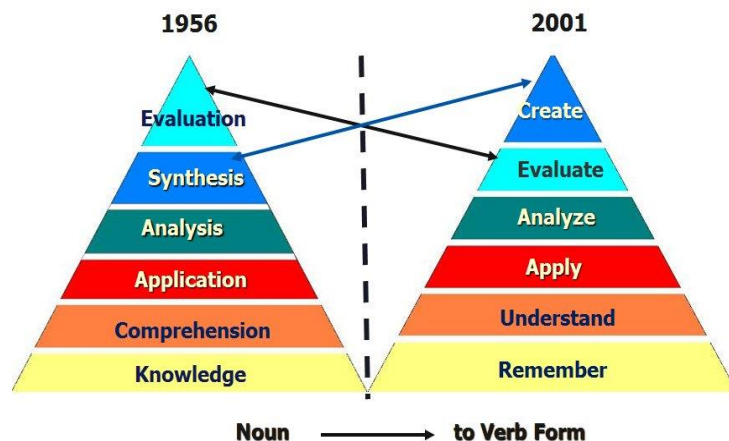 1956
Evaluation
Synthesis
Analysis
Application
Comprehension
Knowledge
2001
Create
Evaluate
Analyze
Apply
Understand
Remember
Noun to Verb Form